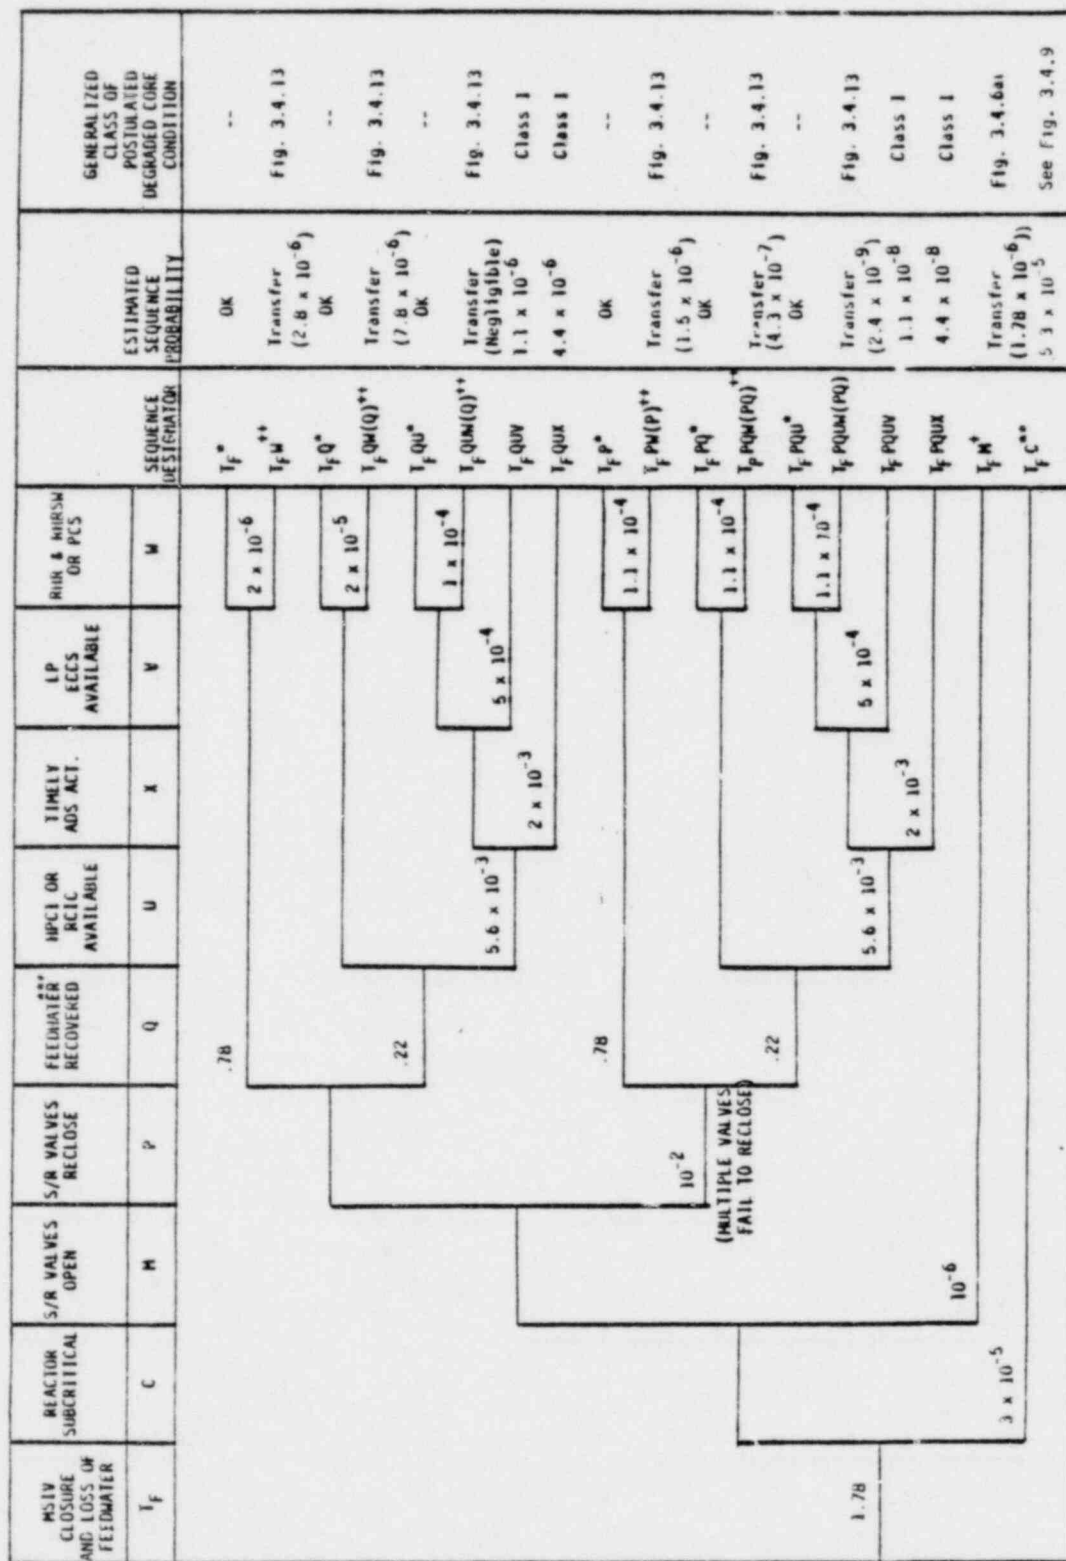 MSIV
CLOSURE
AND LOSS OF
FEEDWATER
T_F
REACTOR
SUBCRITICAL
C
S/R VALVES
OPEN
M
S/R VALVES
RECLOSE
P
FEEDWATER***
RECOVERED
Q
HPCI OR
RCIC
AVAILABLE
U
TIMELY
ADS ACT.
X
LP
ECCS
AVAILABLE
V
RHR & RHRSW
OR PCS
W
SEQUENCE
DESIGNATOR
ESTIMATED
SEQUENCE
PROBABILITY
GENERALIZED
CLASS OF
POSTULATED
DEGRADED CORE
CONDITION
1.78
3 x 10^-5
10^-6
10^-2
(MULTIPLE VALVES
FAIL TO RECLOSE)
.78
.22
.78
.22
5.6 x 10^-3
5.6 x 10^-3
2 x 10^-3
2 x 10^-3
5 x 10^-4
5 x 10^-4
2 x 10^-6
2 x 10^-5
1 x 10^-4
1.1 x 10^-4
1.1 x 10^-4
1.1 x 10^-4
T_f*
OK
--
T_fW++
Transfer
(2.8 x 10^-6)
Fig. 3.4.13
T_fQ*
OK
--
T_fQW(Q)++
Transfer
(7.8 x 10^-6)
Fig. 3.4.13
T_fQU*
OK
--
T_fQUW(Q)++
Transfer
(Negligible)
Fig. 3.4.13
T_fQUV
1.1 x 10^-6
Class I
T_fQUX
4.4 x 10^-6
Class I
T_fP*
OK
--
T_fPW(P)++
Transfer
(1.5 x 10^-6)
Fig. 3.4.13
T_fPQ*
OK
--
T_PPQW(PQ)++
Transfer
(4.3 x 10^-7)
Fig. 3.4.13
T_fPQU*
OK
--
T_fPQUW(PQ)
Transfer
(2.4 x 10^-9)
Fig. 3.4.13
T_fPQUV
1.1 x 10^-8
Class I
T_fPQUX
4.4 x 10^-8
Class I
T_fM+
Transfer
(1.78 x 10^-6))
Fig. 3.4.6a
T_fC**
5.3 x 10^-5
See Fig. 3.4.9